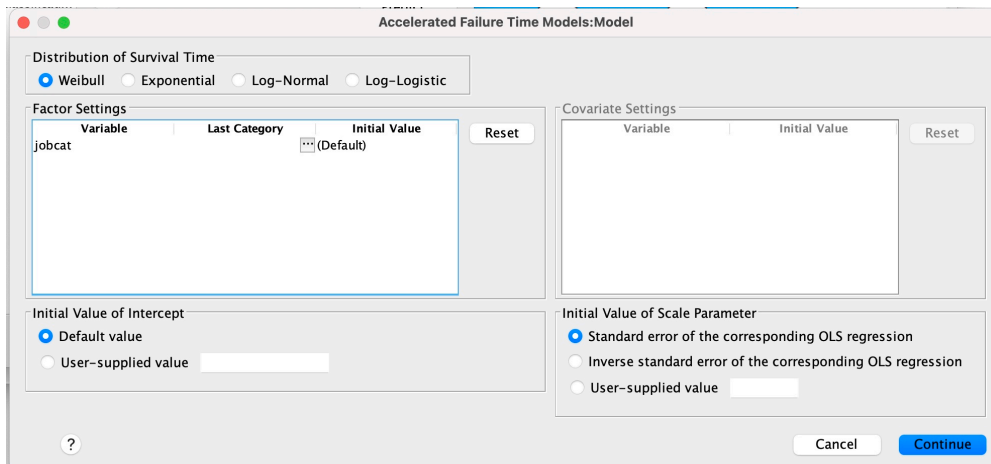 Accelerated Failure Time Models:Model
Distribution of Survival Time
Weibull Exponential Log-Normal Log-Logistic
Factor Settings
Variable Last Category Initial Value
jobcat ... (Default)
Reset
Covariate Settings
Variable Initial Value
Reset
Initial Value of Intercept
Default value
User-supplied value
Initial Value of Scale Parameter
Standard error of the corresponding OLS regression
Inverse standard error of the corresponding OLS regression
User-supplied value
?
Cancel Continue